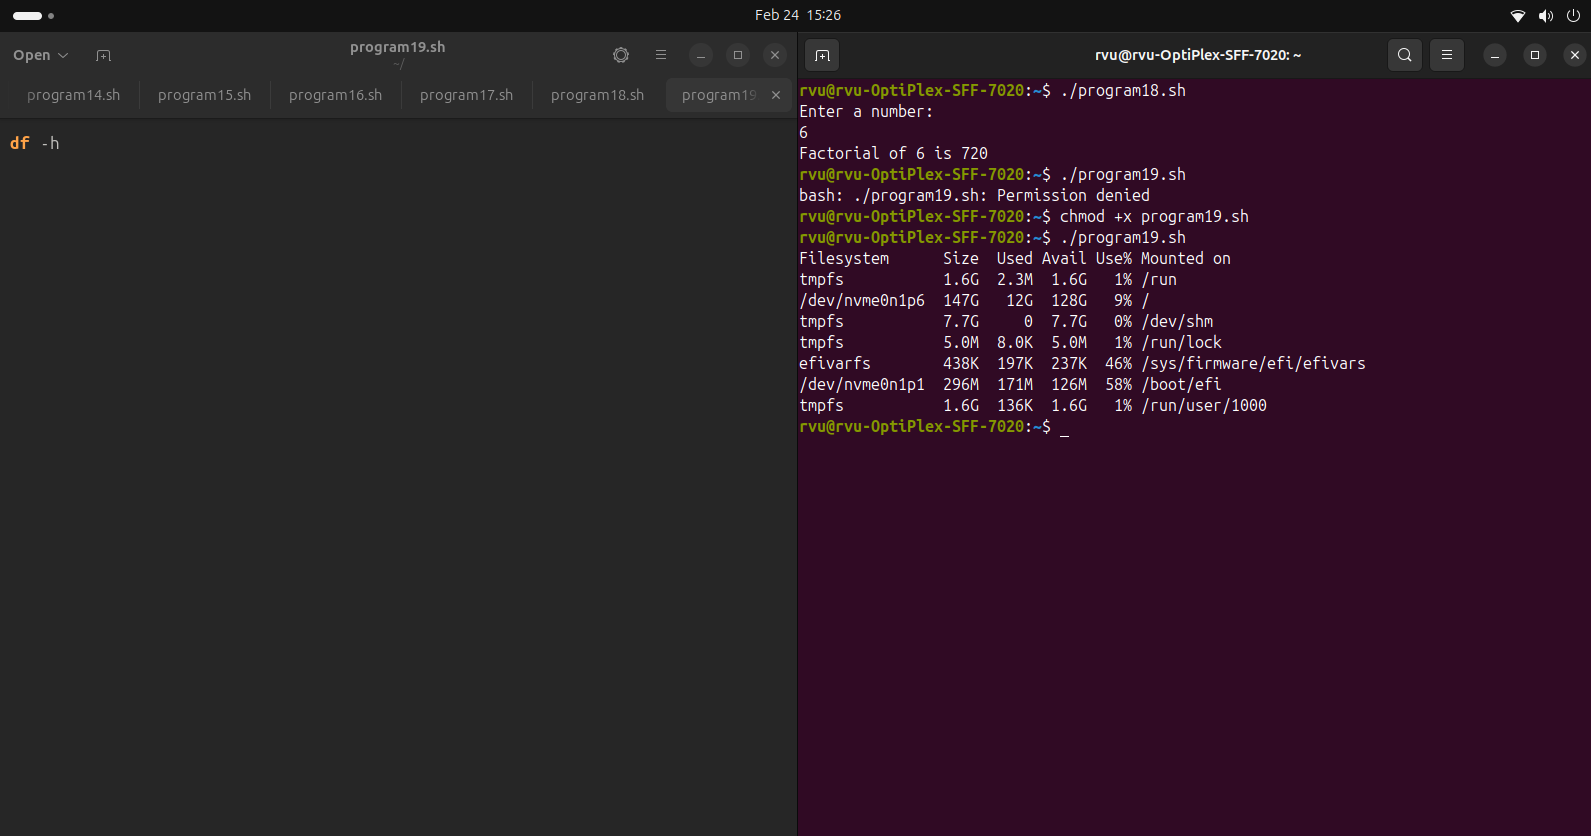 Feb 24 15:26
Open
program19.sh
~/
program14.sh program15.sh program16.sh program17.sh program18.sh program19
df -h
rvu@rvu-OptiPlex-SFF-7020: ~
rvu@rvu-OptiPlex-SFF-7020:~$ ./program18.sh
Enter a number:
6
Factorial of 6 is 720
rvu@rvu-OptiPlex-SFF-7020:~$ ./program19.sh
bash: ./program19.sh: Permission denied
rvu@rvu-OptiPlex-SFF-7020:~$ chmod +x program19.sh
rvu@rvu-OptiPlex-SFF-7020:~$ ./program19.sh
Filesystem      Size  Used Avail Use% Mounted on
tmpfs           1.6G  2.3M  1.6G   1% /run
/dev/nvme0n1p6  147G   12G  128G   9% /
tmpfs           7.7G     0  7.7G   0% /dev/shm
tmpfs           5.0M  8.0K  5.0M   1% /run/lock
efivarfs        438K  197K  237K  46% /sys/firmware/efi/efivars
/dev/nvme0n1p1  296M  171M  126M  58% /boot/efi
tmpfs           1.6G  136K  1.6G   1% /run/user/1000
rvu@rvu-OptiPlex-SFF-7020:~$ _